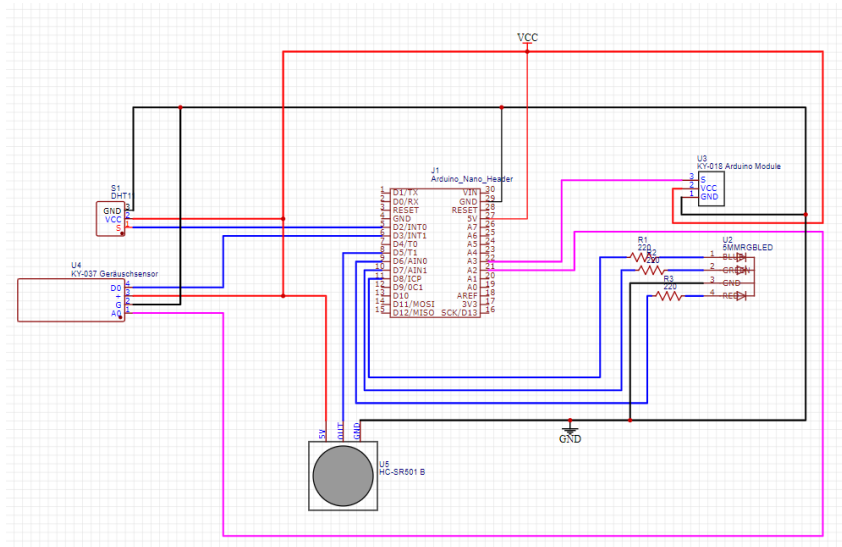 VCC
S1
DHT11
GND 3
VCC 2
S 1
U4
KY-037 Geräuschsensor
D0 4
+ 3
G 2
A0 1
J1
Arduino_Nano_Header
1 D1/TX VIN 30
2 D0/RX GND 29
3 RESET RESET 28
4 GND 5V 27
5 D2/INT0 A7 26
6 D3/INT1 A6 25
7 D4/T0 A5 24
8 D5/T1 A4 23
9 D6/AIN0 A3 22
10 D7/AIN1 A2 21
11 D8/ICP A1 20
12 D9/0C1 A0 19
13 D10 AREF 18
14 D11/MOSI 3V3 17
15 D12/MISO SCK/D13 16
U3
KY-018 Arduino Module
3 S
2 VCC
1 GND
R1
220
R2
220
R3
220
U2
5MMRGBLED
1 BLUE
2 GREEN
3 GND
4 RED
GND
5V
OUT
GND
U5
HC-SR501 B